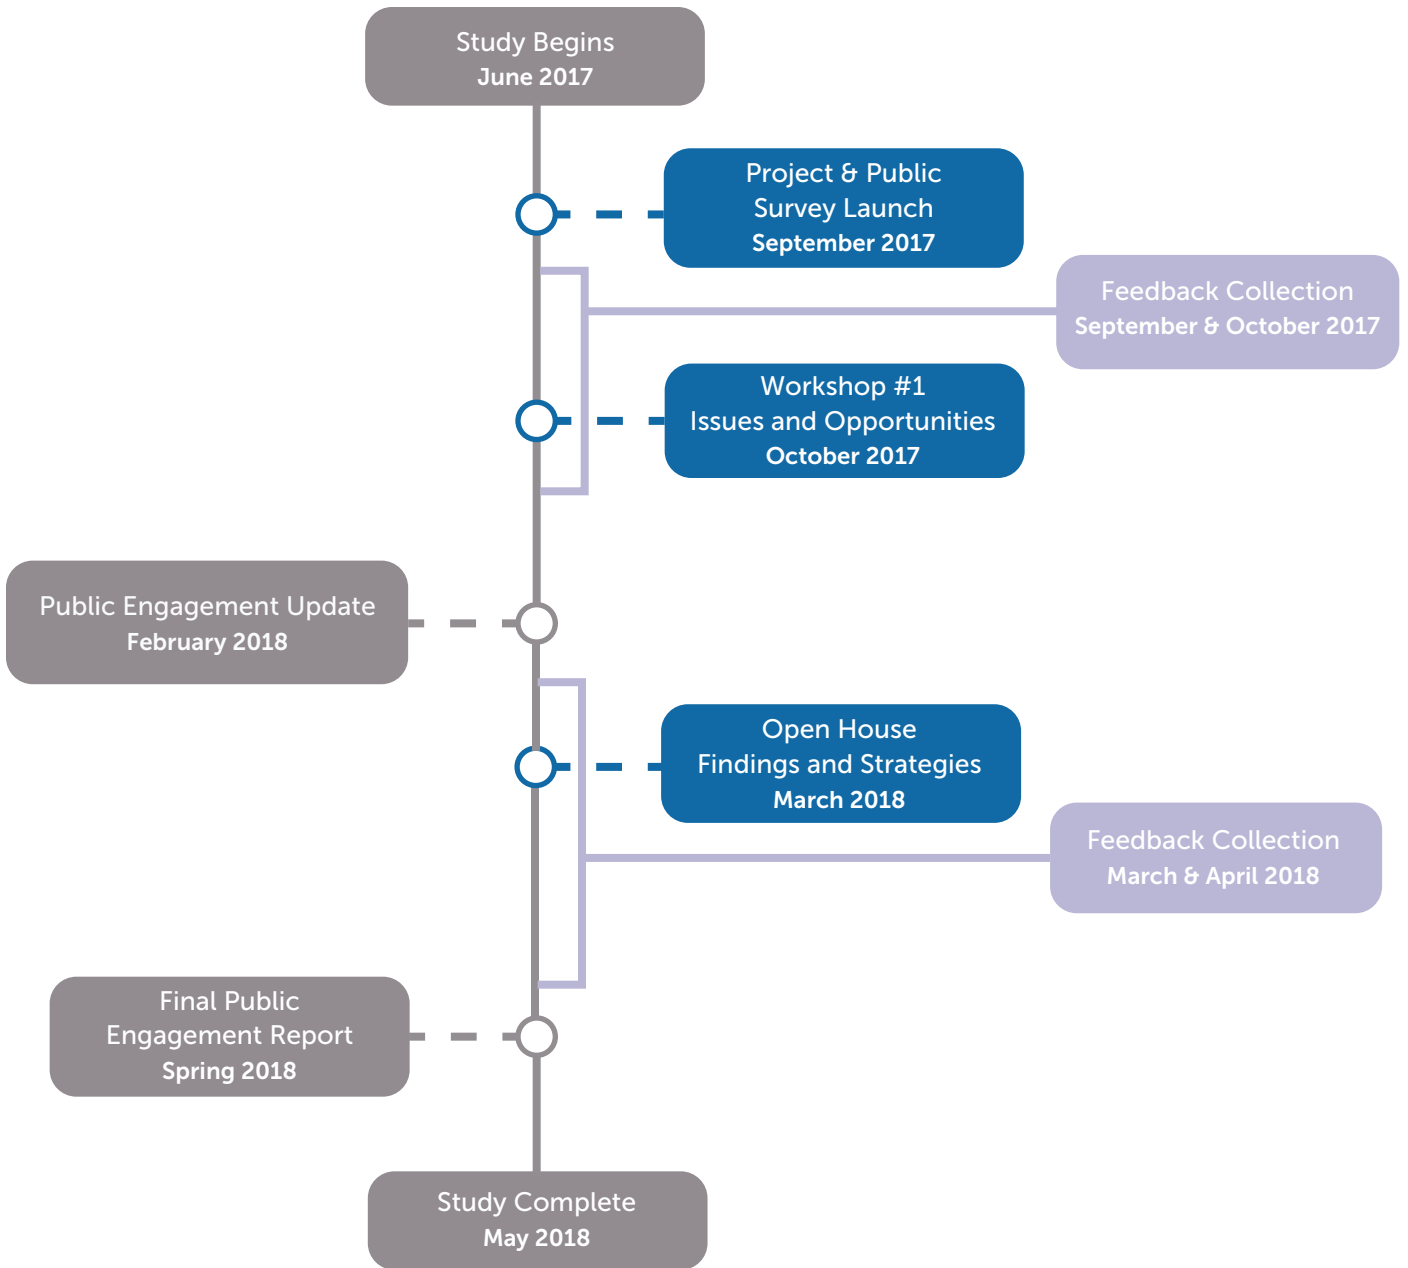 Study Begins
June 2017
Project & Public
Survey Launch
September 2017
Feedback Collection
September & October 2017
Workshop #1
Issues and Opportunities
October 2017
Public Engagement Update
February 2018
Open House
Findings and Strategies
March 2018
Feedback Collection
March & April 2018
Final Public
Engagement Report
Spring 2018
Study Complete
May 2018